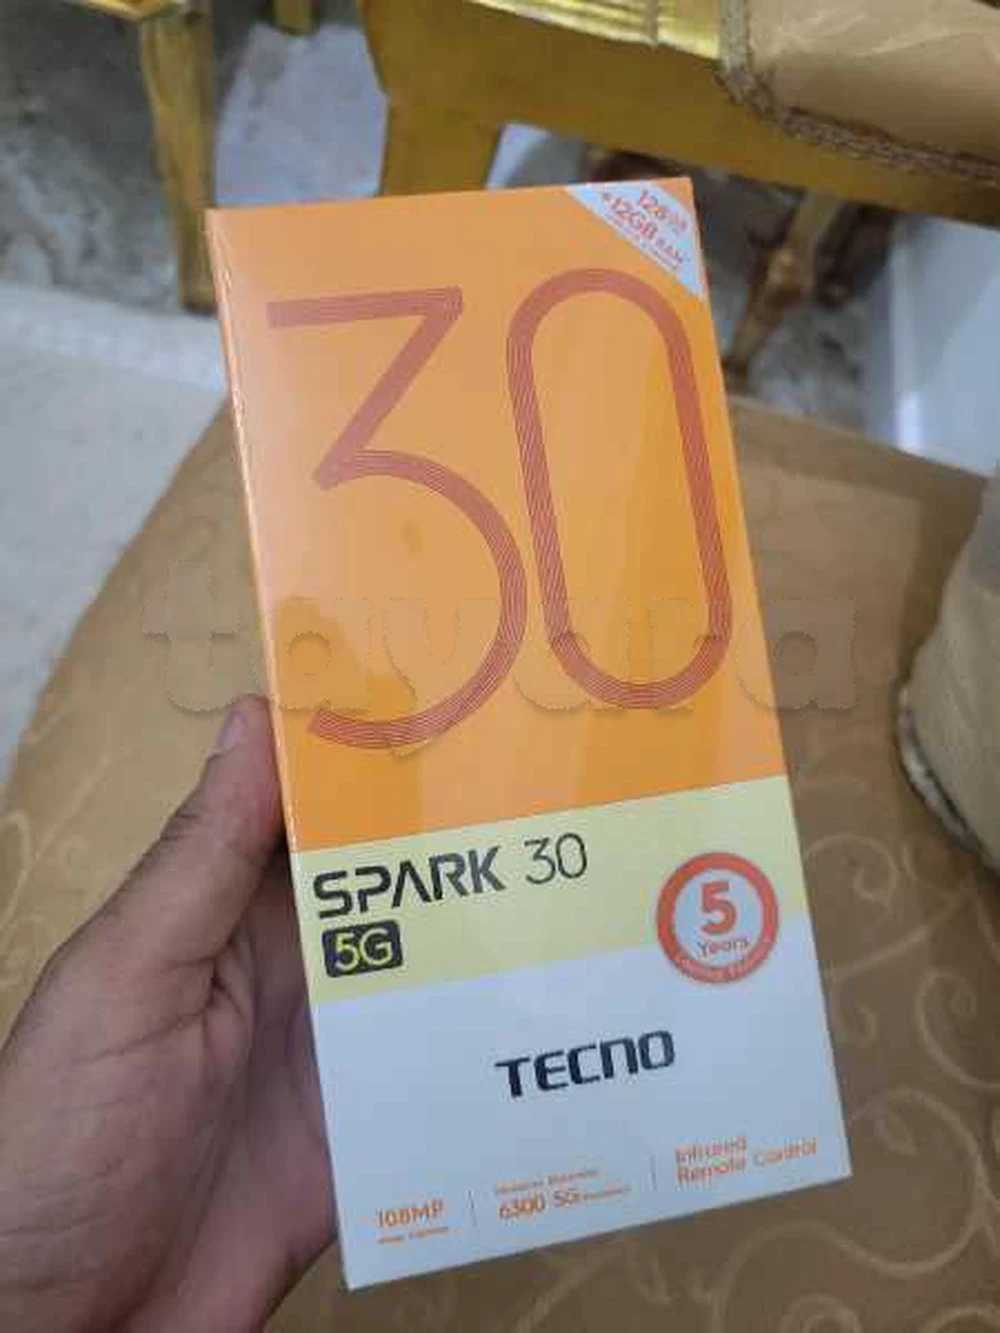 128GB
+12GB RAM*
30
tayara
SPARK 30
5G
5
Years
TECNO
108MP
6300 5G
Infrared
Remote Control